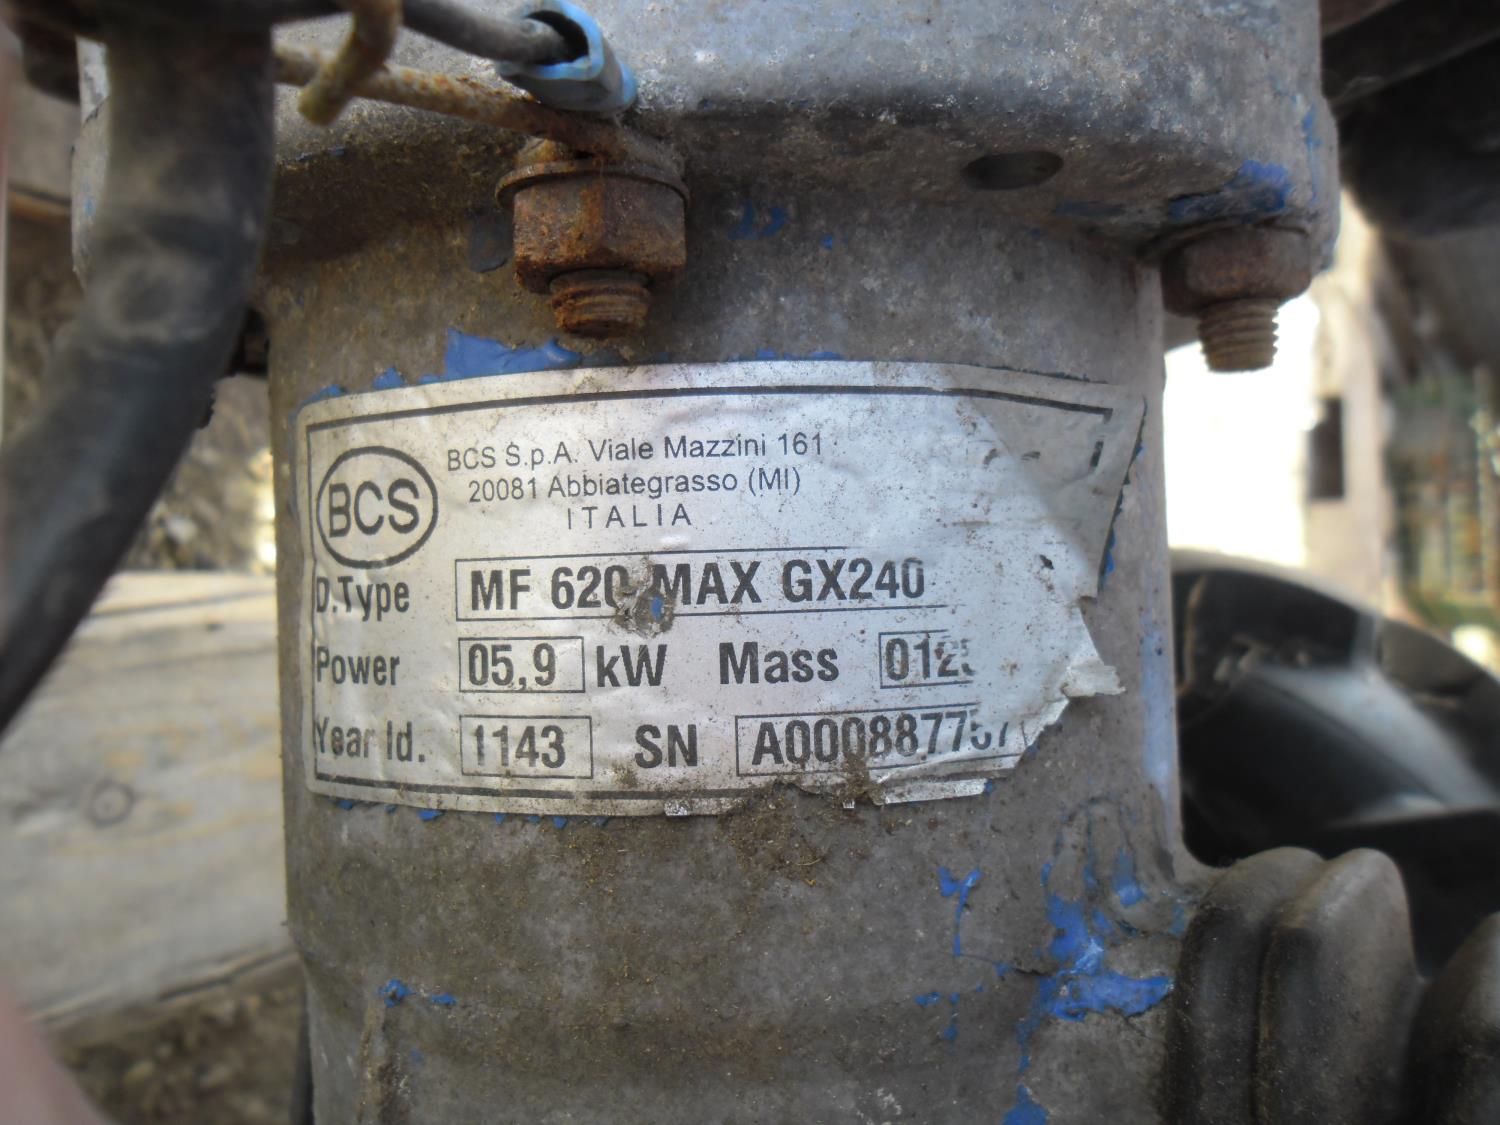 BCS
BCS S.p.A. Viale Mazzini 161
20081 Abbiategrasso (MI)
ITALIA
D.Type MF 620 MAX GX240
Power 05,9 kW Mass
Year Id. 1143 SN